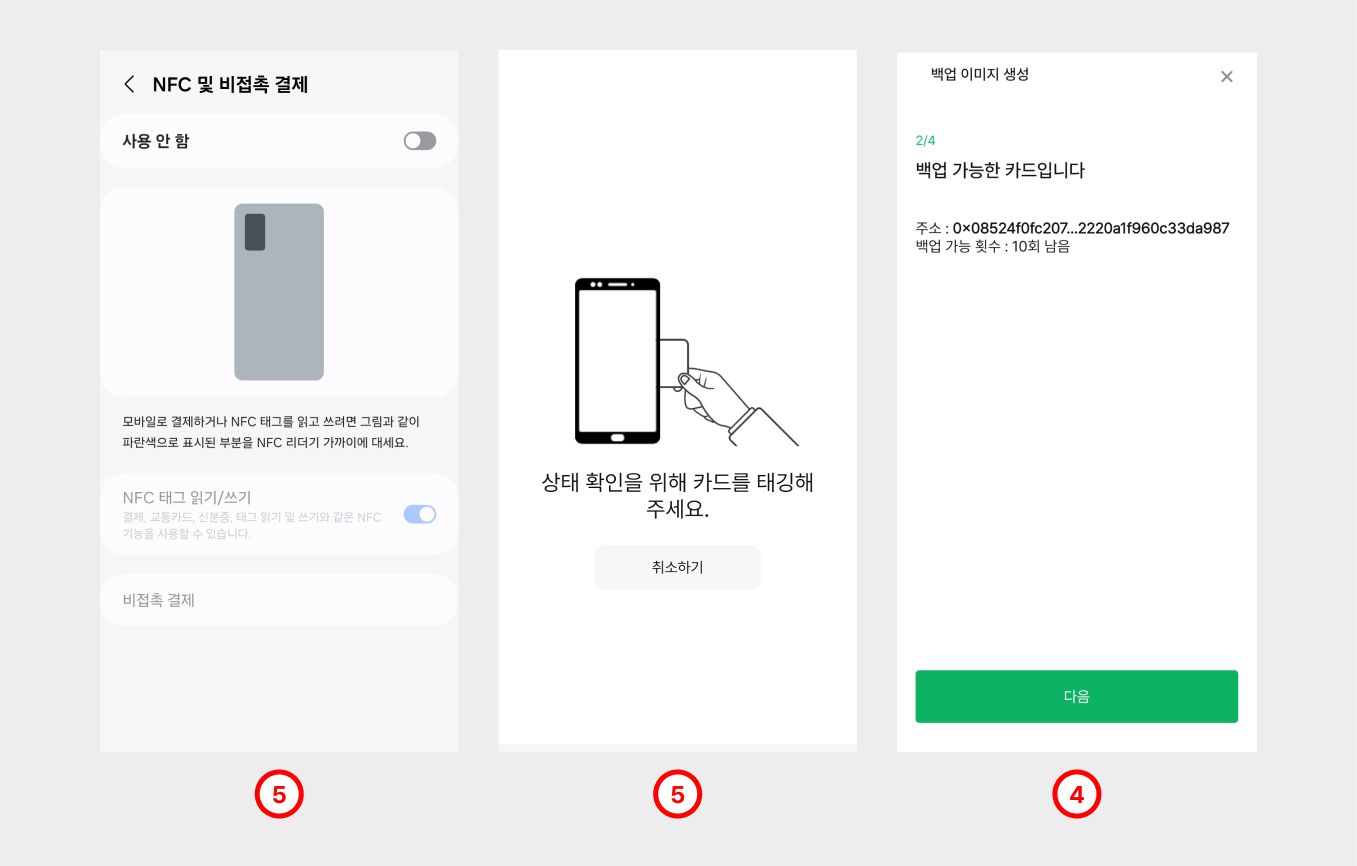 NFC 및 비접촉 결제
사용 안 함
모바일로 결제하거나 NFC 태그를 읽고 쓰려면 그림과 같이
파란색으로 표시된 부분을 NFC 리더기 가까이에 대세요.
NFC 태그 읽기/쓰기
결제, 교통카드, 신분증, 태그 읽기 및 쓰기와 같은 NFC
기능을 사용할 수 있습니다.
비접촉 결제
5
상태 확인을 위해 카드를 태깅해
주세요.
취소하기
5
백업 이미지 생성
2/4
백업 가능한 카드입니다
주소 : 0x08524f0fc207...2220a1f960c33da987
백업 가능 횟수 : 10회 남음
다음
4